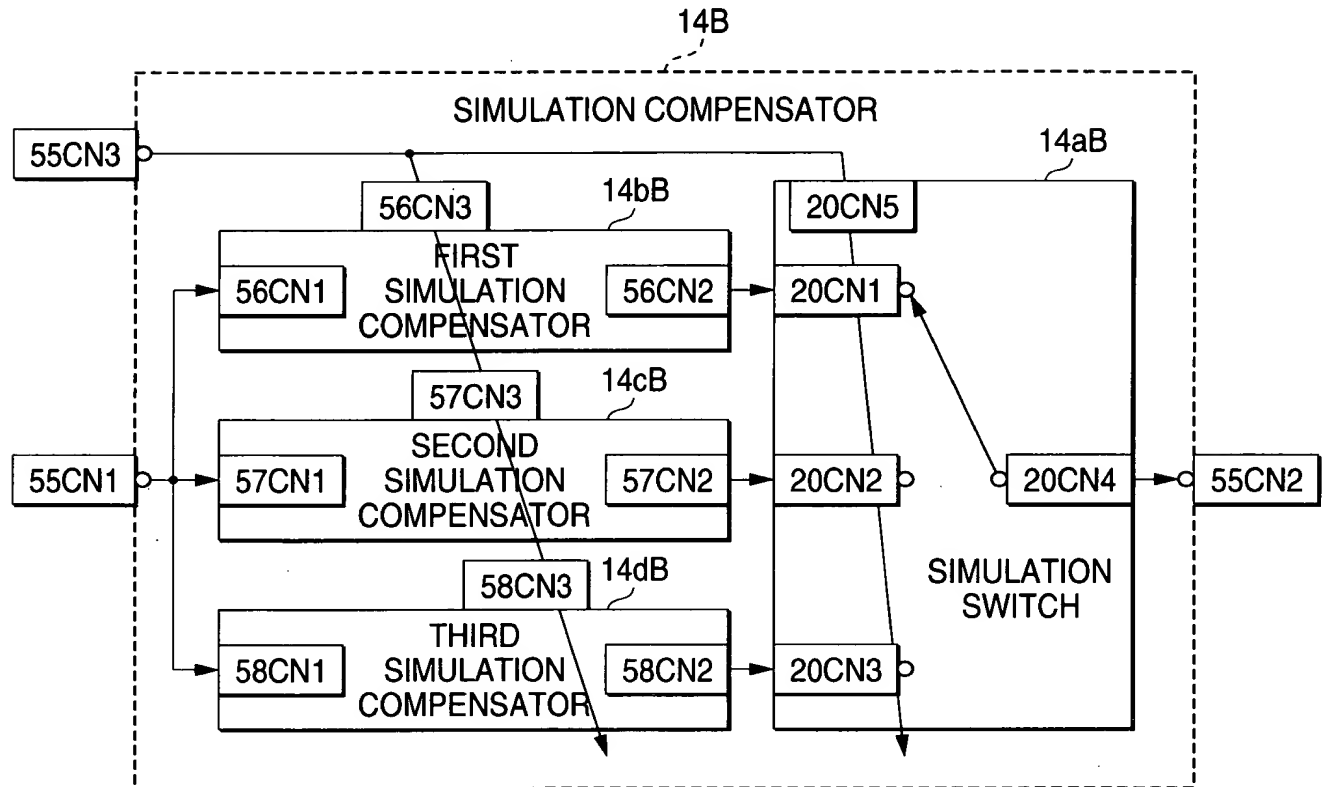 14B
SIMULATION COMPENSATOR
55CN3
14aB
56CN3
14bB
20CN5
FIRST
SIMULATION
COMPENSATOR
56CN1
56CN2
20CN1
57CN3
14cB
SECOND
SIMULATION
COMPENSATOR
55CN1
57CN1
57CN2
20CN2
20CN4
55CN2
58CN3
14dB
SIMULATION
SWITCH
THIRD
SIMULATION
COMPENSATOR
58CN1
58CN2
20CN3